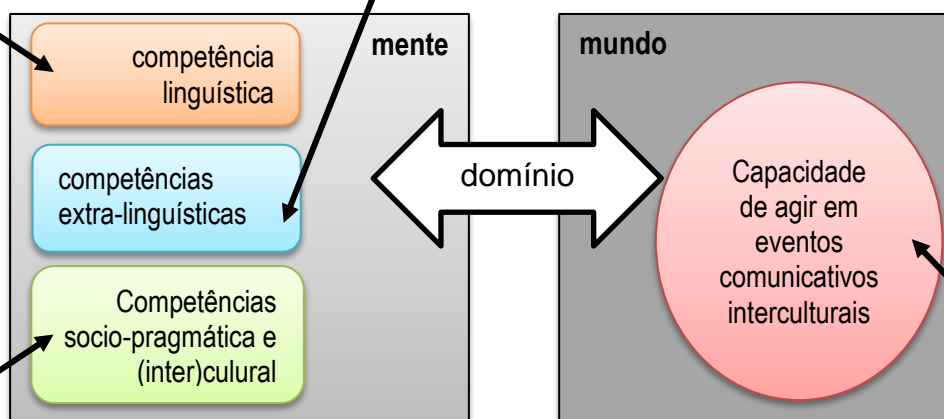 mente
competência
linguística
competências
extra-linguísticas
Competências
socio-pragmática e
(inter)culural
domínio
mundo
Capacidade
de agir em
eventos
comunicativos
interculturais